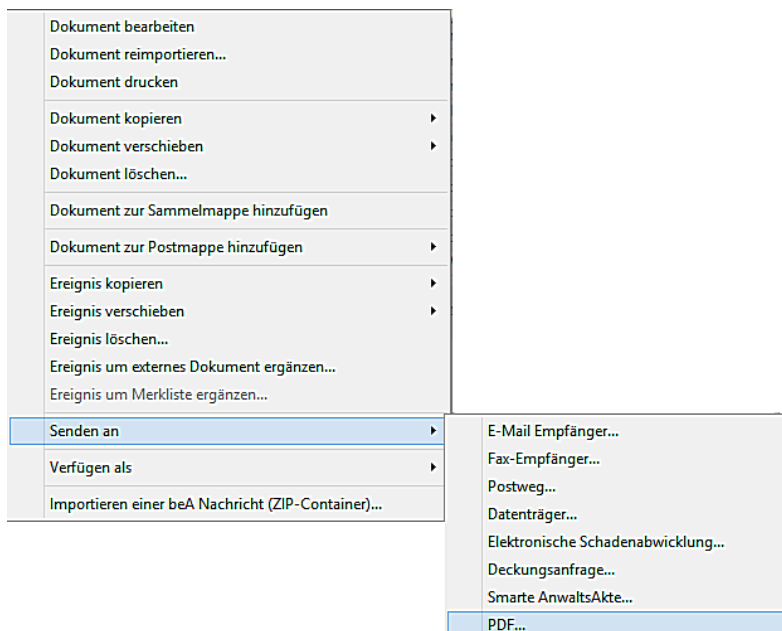 Dokument bearbeiten
Dokument reimportieren...
Dokument drucken
Dokument kopieren
Dokument verschieben
Dokument löschen...
Dokument zur Sammelmappe hinzufügen
Dokument zur Postmappe hinzufügen
Ereignis kopieren
Ereignis verschieben
Ereignis löschen...
Ereignis um externes Dokument ergänzen...
Ereignis um Merkliste ergänzen...
Senden an
Verfügen als
Importieren einer beA Nachricht (ZIP-Container)...
E-Mail Empfänger...
Fax-Empfänger...
Postweg...
Datenträger...
Elektronische Schadenabwicklung...
Deckungsanfrage...
Smarte AnwaltsAkte...
PDF...